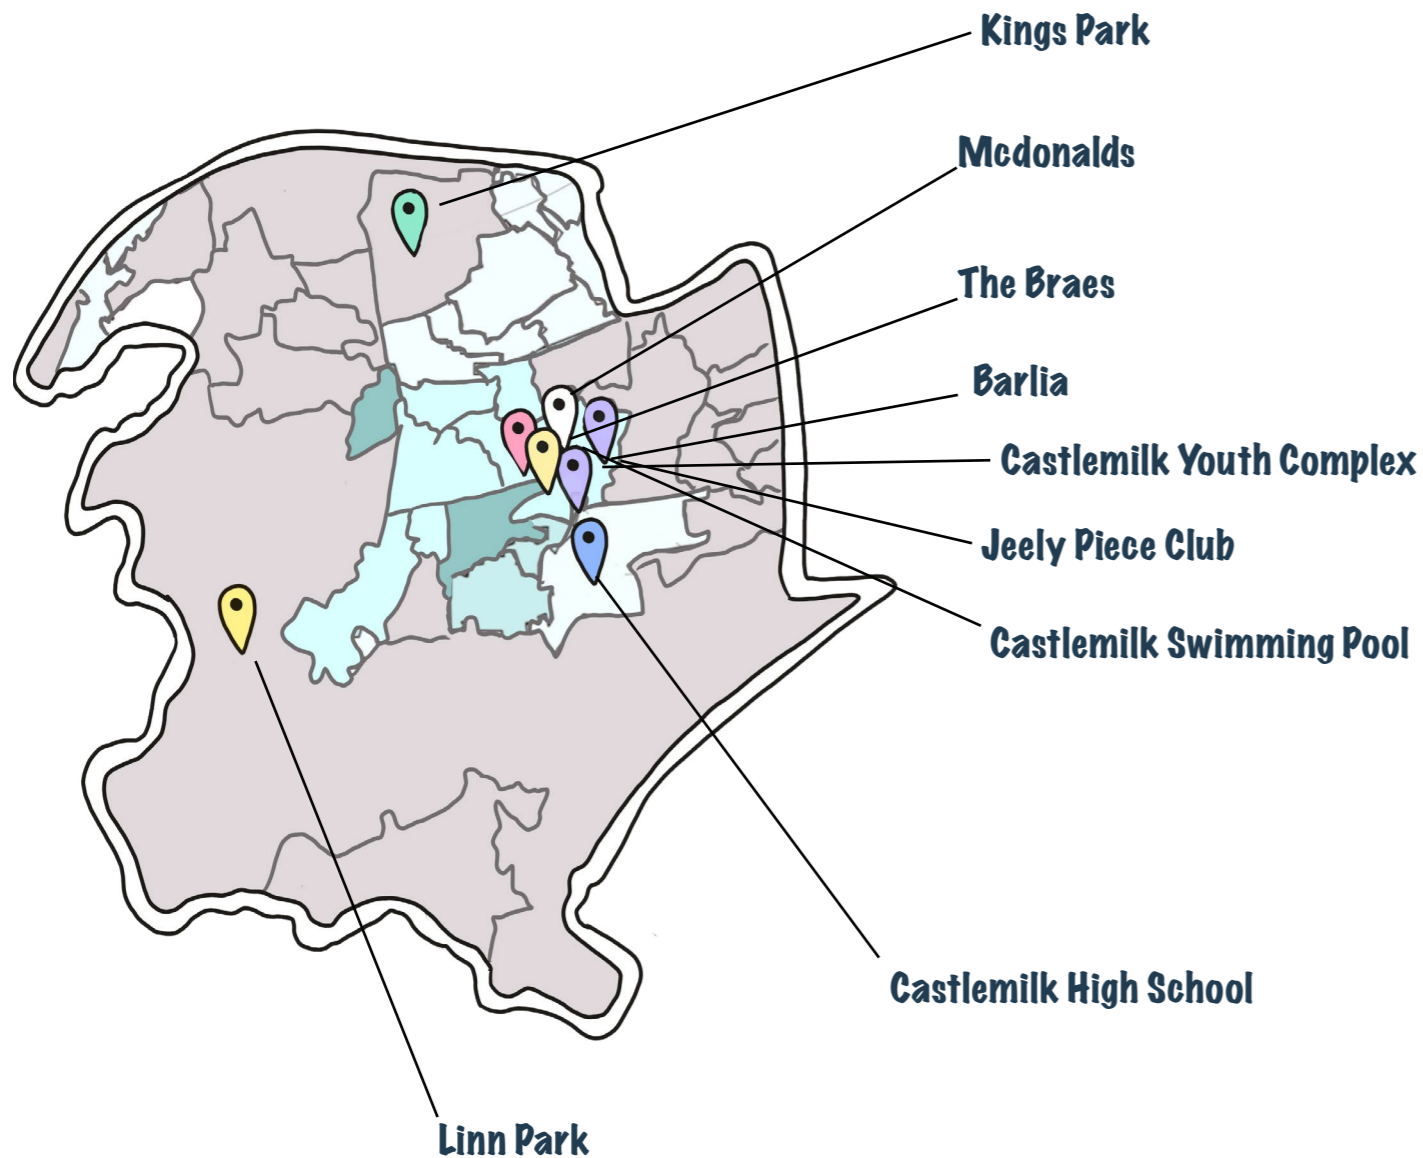 Kings Park
Mcdonalds
The Braes
Barlia
Castlemilk Youth Complex
Jeely Piece Club
Castlemilk Swimming Pool
Castlemilk High School
Linn Park